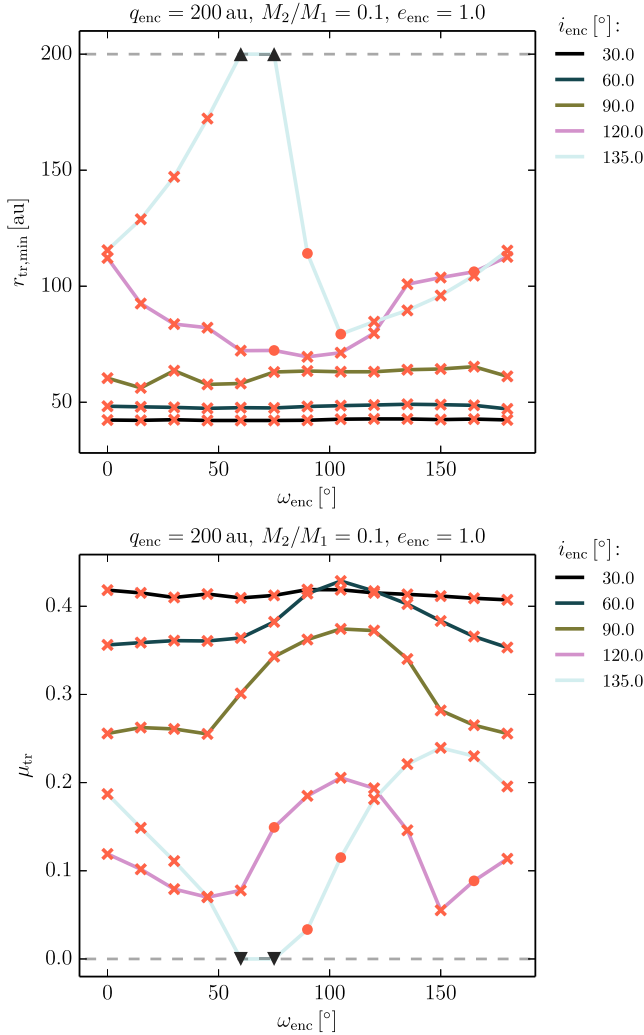 q_enc = 200 au, M_2/M_1 = 0.1, e_enc = 1.0
i_enc [°]:
30.0
60.0
90.0
120.0
135.0
200
150
100
50
r_tr,min [au]
0 50 100 150
ω_enc [°]
q_enc = 200 au, M_2/M_1 = 0.1, e_enc = 1.0
i_enc [°]:
30.0
60.0
90.0
120.0
135.0
0.4
0.3
0.2
0.1
0.0
μ_tr
0 50 100 150
ω_enc [°]